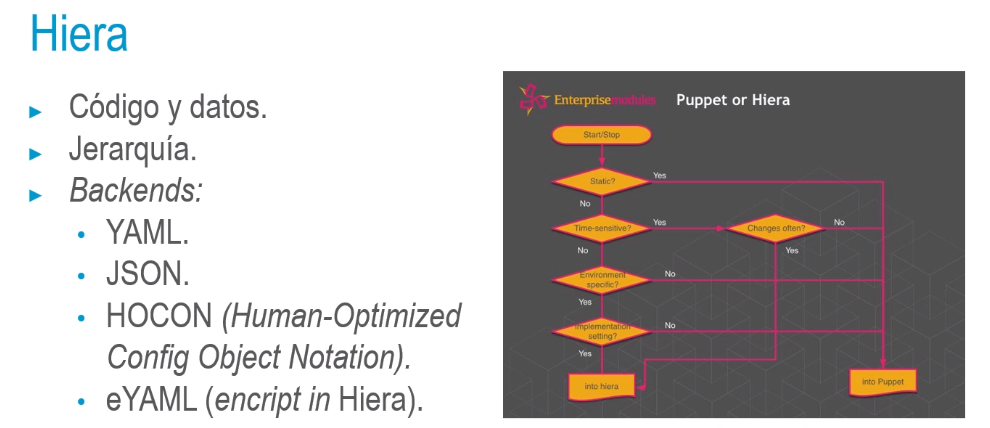 Hiera
Código y datos.
Jerarquía.
Backends:
YAML.
JSON.
HOCON (Human-Optimized
Config Object Notation).
eYAML (encript in Hiera).
Enterprisemodules
Puppet or Hiera
Start/Stop
Static?
Yes
No
Time-sensitive?
Yes
Changes often?
No
No
Yes
Environment
specific?
No
Yes
Implementation
setting?
No
Yes
into hiera
into Puppet